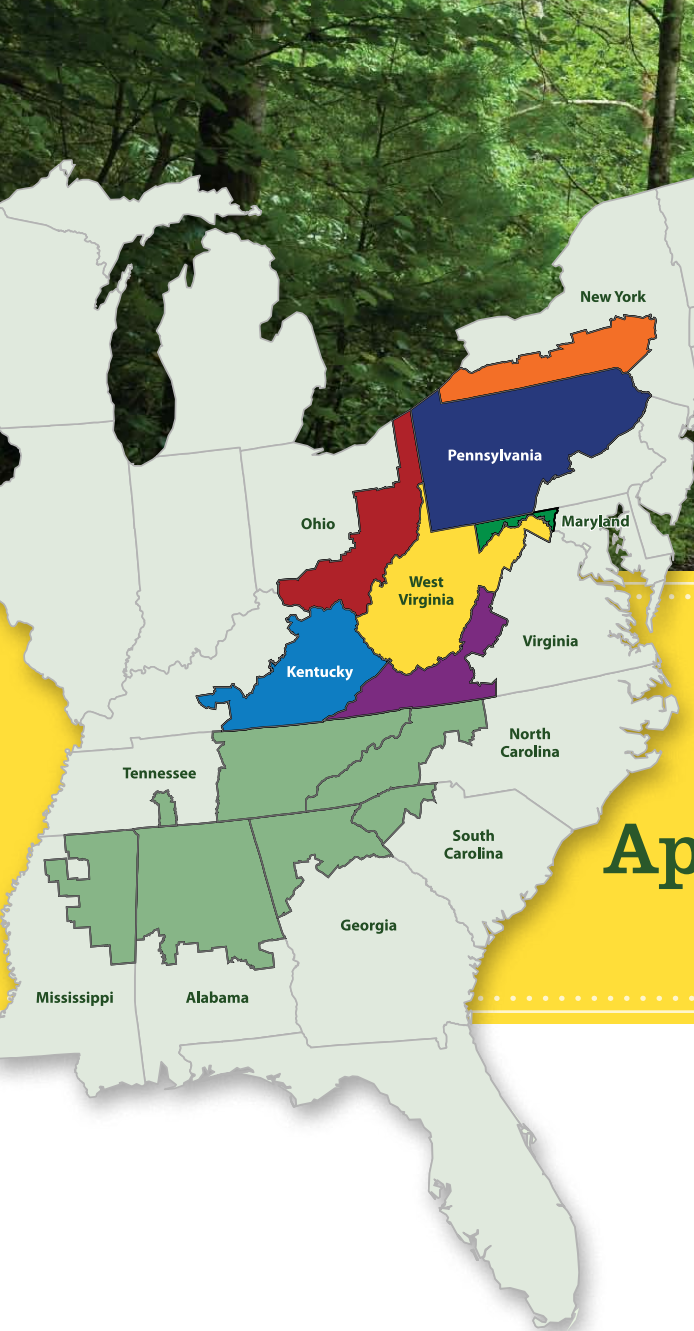 New York
Pennsylvania
Ohio
Maryland
West
Virginia
Virginia
Kentucky
North
Carolina
Tennessee
South
Carolina
Ap
Georgia
Mississippi
Alabama